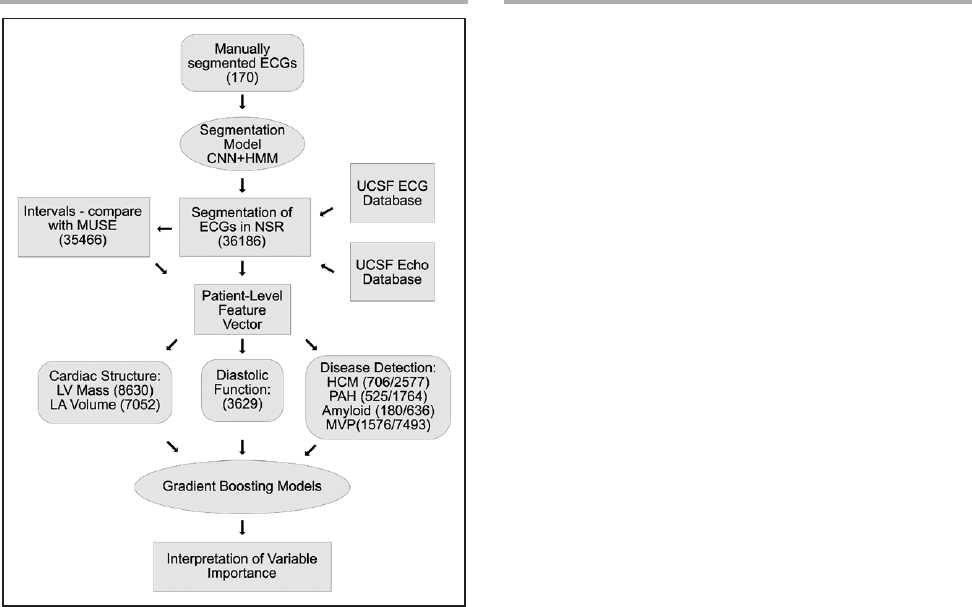 Manually
segmented ECGs
(170)
Segmentation
Model
CNN+HMM
UCSF ECG
Database
Intervals - compare
with MUSE
(35466)
Segmentation of
ECGs in NSR
(36186)
UCSF Echo
Database
Patient-Level
Feature
Vector
Cardiac Structure:
LV Mass (8630)
LA Volume (7052)
Diastolic
Function:
(3629)
Disease Detection:
HCM (706/2577)
PAH (525/1764)
Amyloid (180/636)
MVP(1576/7493)
Gradient Boosting Models
Interpretation of Variable
Importance